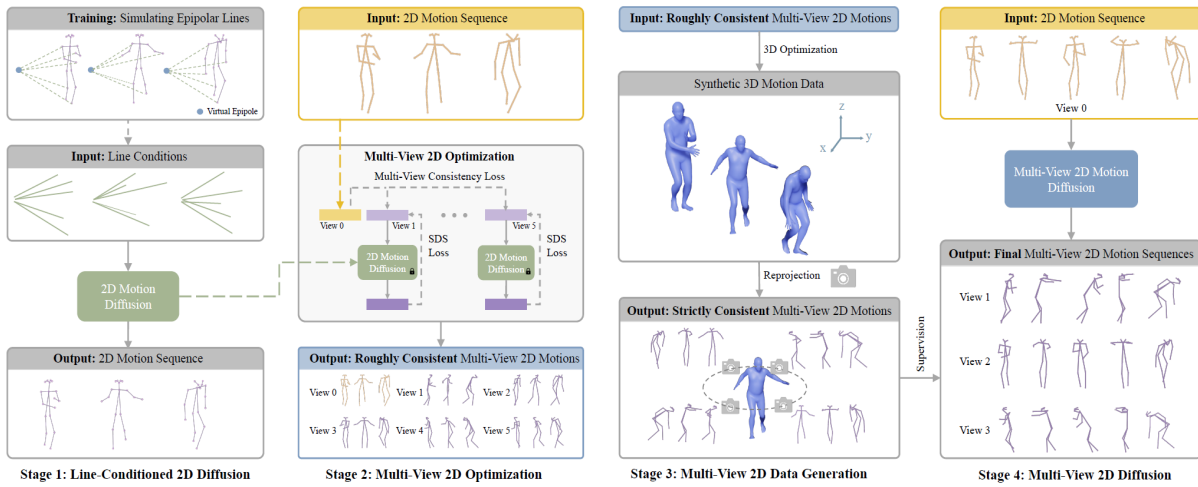 Training: Simulating Epipolar Lines
Virtual Epipole
Input: Line Conditions
2D Motion
Diffusion
Output: 2D Motion Sequence
Stage 1: Line-Conditioned 2D Diffusion
Input: 2D Motion Sequence
Multi-View 2D Optimization
Multi-View Consistency Loss
View 0
View 1
View 5
SDS
Loss
SDS
Loss
2D Motion
Diffusion
2D Motion
Diffusion
Output: Roughly Consistent Multi-View 2D Motions
View 0
View 1
View 2
View 3
View 4
View 5
Stage 2: Multi-View 2D Optimization
Input: Roughly Consistent Multi-View 2D Motions
3D Optimization
Synthetic 3D Motion Data
z
y
x
Reprojection
Output: Strictly Consistent Multi-View 2D Motions
Stage 3: Multi-View 2D Data Generation
Supervision
Input: 2D Motion Sequence
View 0
Multi-View 2D Motion
Diffusion
Output: Final Multi-View 2D Motion Sequences
View 1
View 2
View 3
Stage 4: Multi-View 2D Diffusion